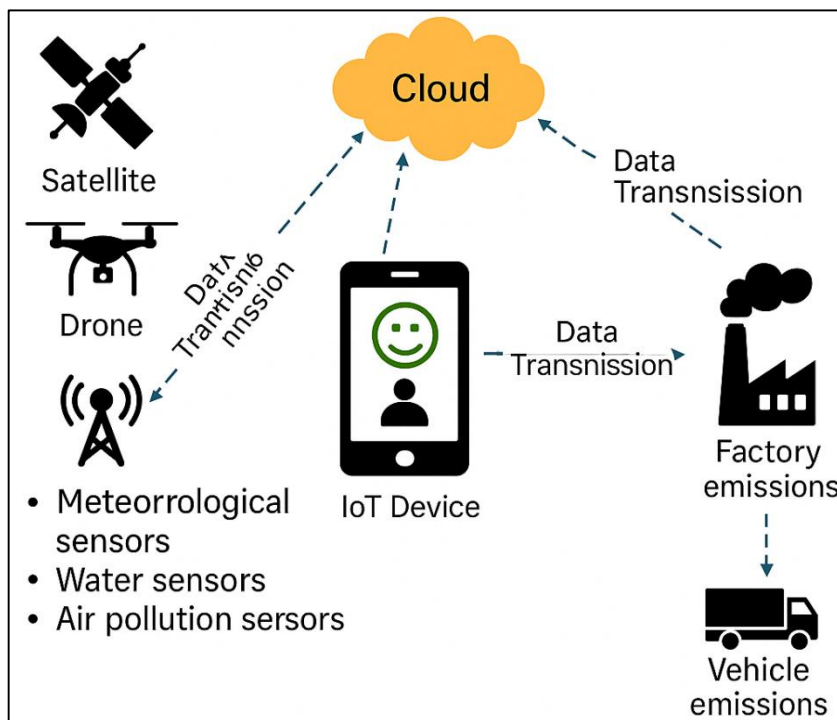 Cloud
Satellite
Drone
Data
Transnsission
Data
Transnission
IoT Device
Factory
emissions
• Meteorrological
sensors
• Water sensors
• Air pollution sersors
Vehicle
emissions